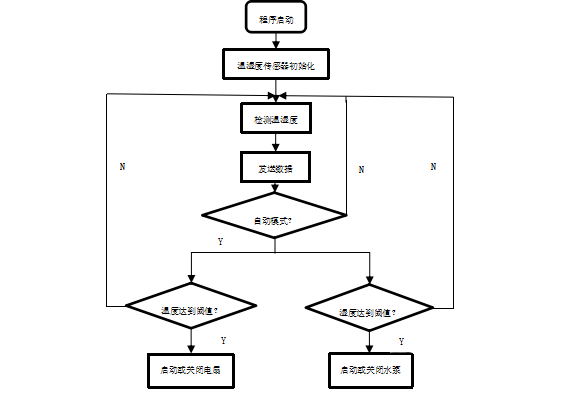 程序启动
温湿度传感器初始化
检测温湿度
发送数据
N
N
N
自动模式?
Y
温度达到阈值?
湿度达到阈值?
Y
Y
启动或关闭电扇
启动或关闭水泵